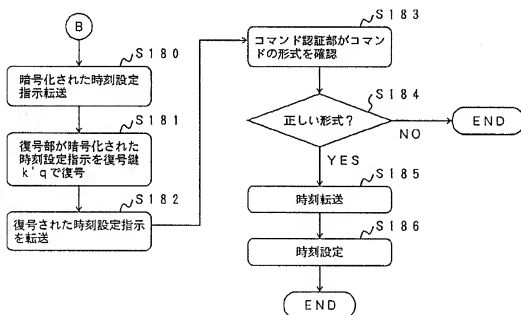 B
S180
暗号化された時刻設定
指示転送
S181
復号部が暗号化された
時刻設定指示を復号鍵
k'qで復号
S182
復号された時刻設定指示
を転送
S183
コマンド認証部がコマン
ドの形式を確認
S184
正しい形式？
NO
END
YES
S185
時刻転送
S186
時刻設定
END